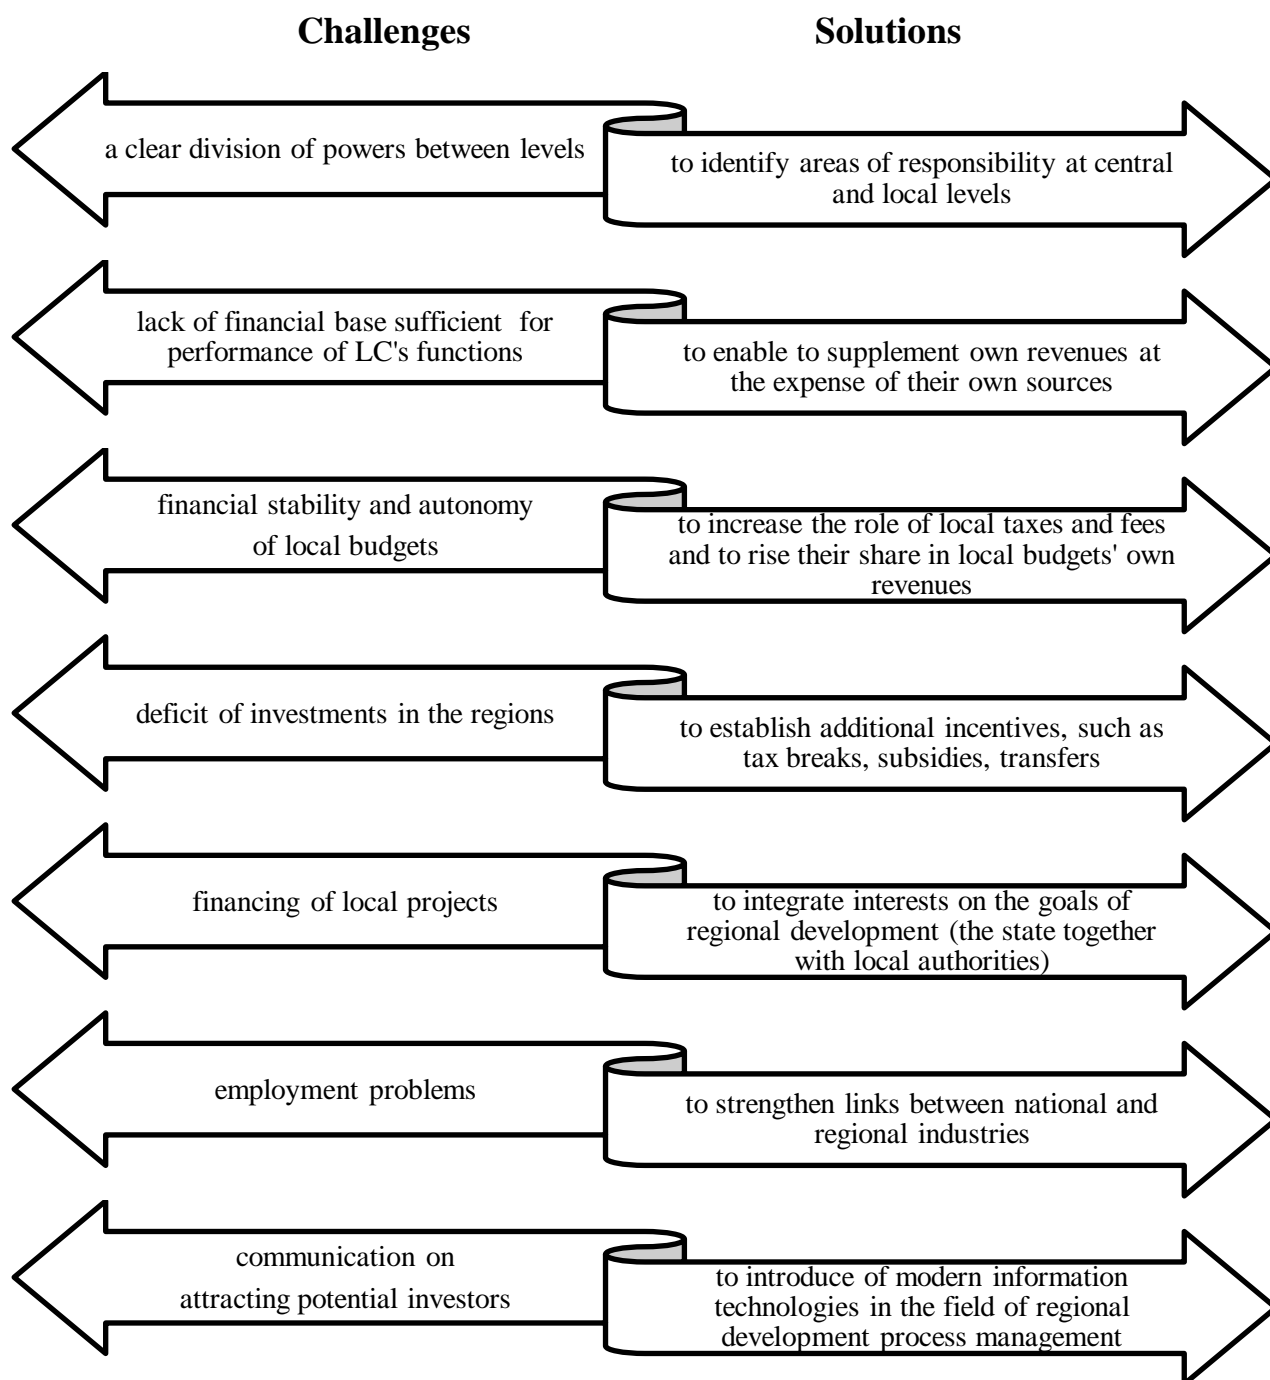 Challenges
Solutions
a clear division of powers between levels
to identify areas of responsibility at central
and local levels
lack of financial base sufficient for
performance of LC's functions
to enable to supplement own revenues at
the expense of their own sources
financial stability and autonomy
of local budgets
to increase the role of local taxes and fees
and to rise their share in local budgets' own
revenues
deficit of investments in the regions
to establish additional incentives, such as
tax breaks, subsidies, transfers
financing of local projects
to integrate interests on the goals of
regional development (the state together
with local authorities)
employment problems
to strengthen links between national and
regional industries
communication on
attracting potential investors
to introduce of modern information
technologies in the field of regional
development process management